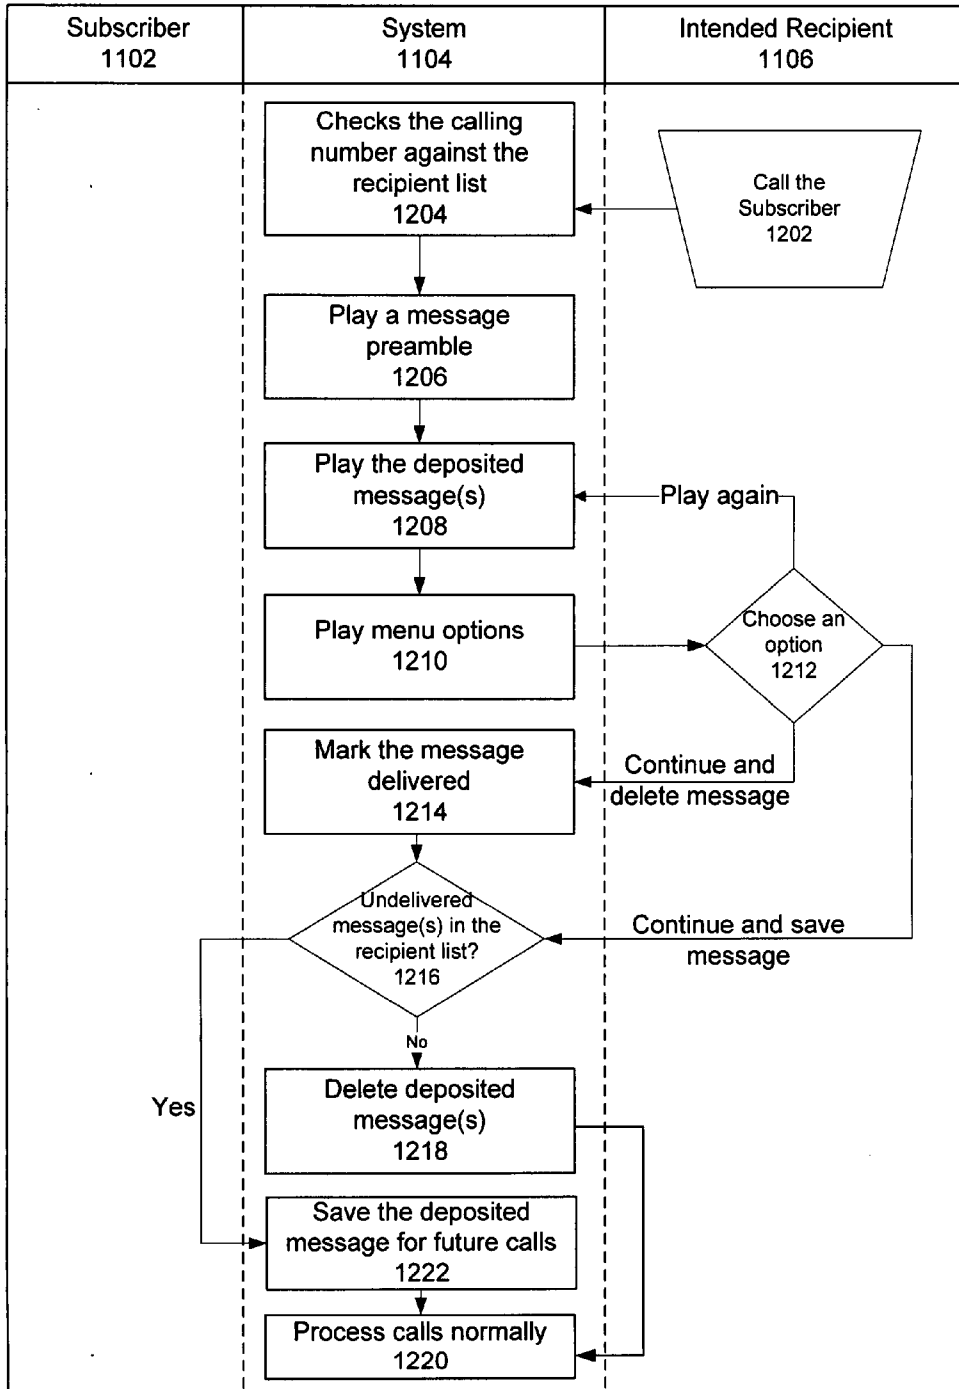 Subscriber
1102
System
1104
Intended Recipient
1106
Checks the calling
number against the
recipient list
1204
Call the
Subscriber
1202
Play a message
preamble
1206
Play the deposited
message(s)
1208
Play again
Play menu options
1210
Choose an
option
1212
Mark the message
delivered
1214
Continue and
delete message
Undelivered
message(s) in the
recipient list?
1216
Continue and save
message
No
Yes
Delete deposited
message(s)
1218
Save the deposited
message for future calls
1222
Process calls normally
1220